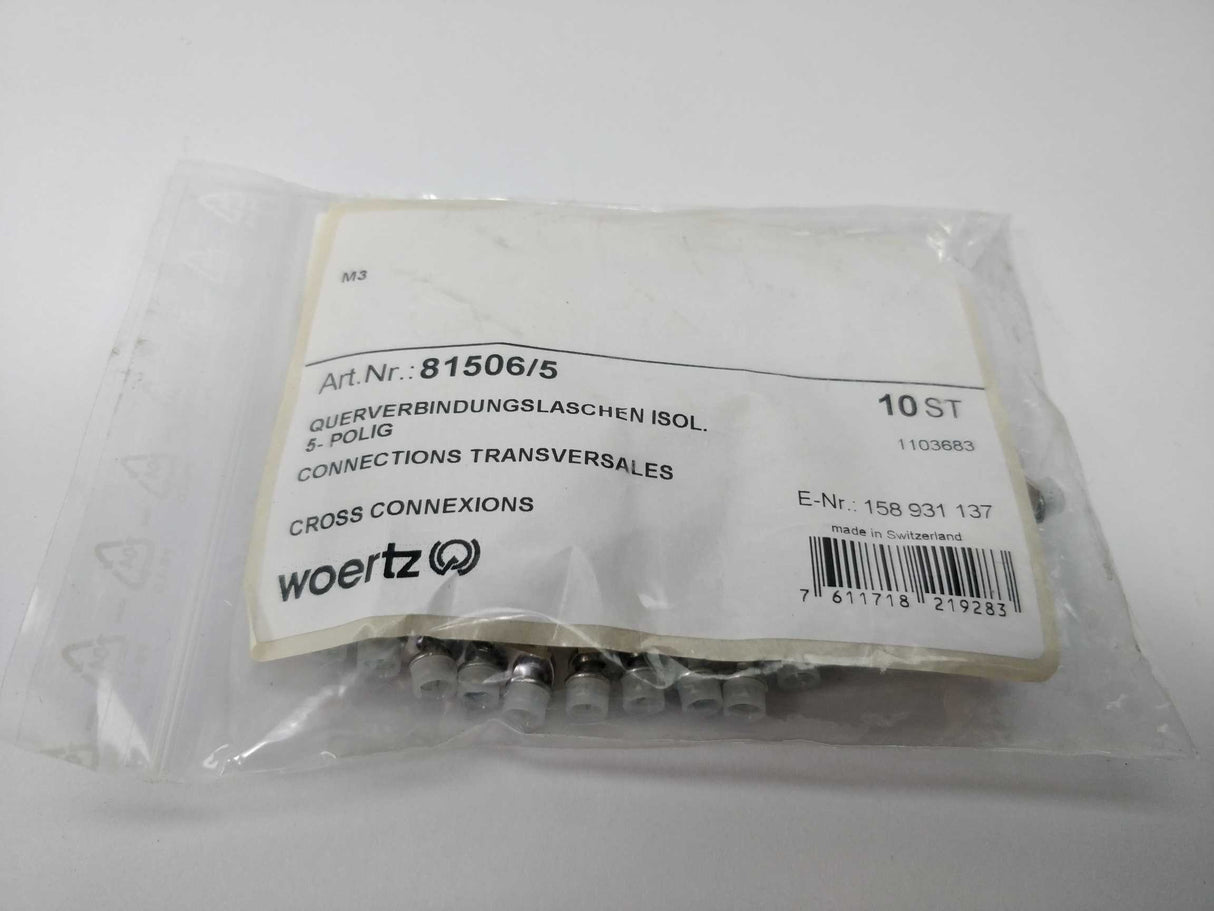 M3
Art.Nr.: 81506/5
10 ST
QUERVERBINDUNGSLASCHEN ISOL.
5- POLIG
1103683
CONNECTIONS TRANSVERSALES
E-Nr.: 158 931 137
CROSS CONNEXIONS
made in Switzerland
woertz
7 611718 219283